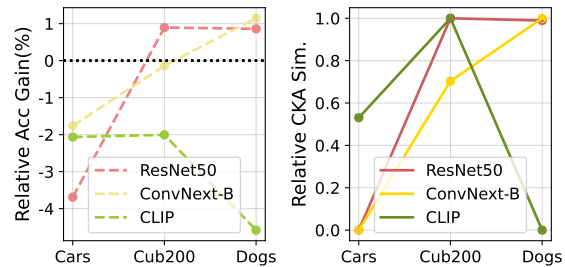 Relative Acc Gain(%)
1
0
-1
-2
-3
-4
ResNet50
ConvNext-B
CLIP
Cars Cub200 Dogs
Relative CKA Sim.
1.0
0.8
0.6
0.4
0.2
0.0
ResNet50
ConvNext-B
CLIP
Cars Cub200 Dogs